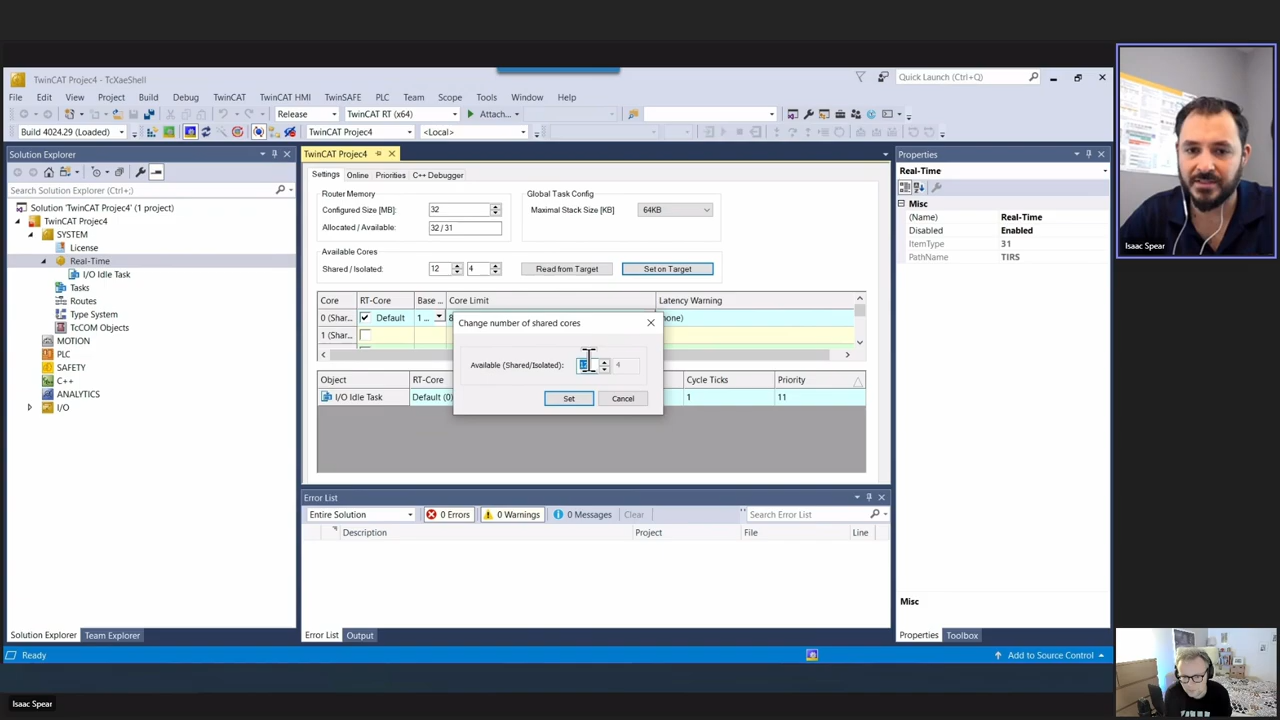 TwinCAT Projec4 - TcXaeShell
Quick Launch (Ctrl+Q)
File Edit View Project Build Debug TwinCAT TwinCAT HMI TwinSAFE PLC Team Scope Tools Window Help
Release TwinCAT RT (x64) Attach...
Build 4024.29 (Loaded) TwinCAT Projec4 <Local>
Solution Explorer
Search Solution Explorer (Ctrl+;)
Solution 'TwinCAT Projec4' (1 project)
TwinCAT Projec4
SYSTEM
License
Real-Time
I/O Idle Task
Tasks
Routes
Type System
TcCOM Objects
MOTION
PLC
SAFETY
C++
ANALYTICS
I/O
Solution Explorer Team Explorer
TwinCAT Projec4
Settings Online Priorities C++ Debugger
Router Memory
Configured Size [MB]: 32
Allocated / Available: 32 / 31
Global Task Config
Maximal Stack Size [KB] 64KB
Available Cores
Shared / Isolated: 12 4 Read from Target Set on Target
Core RT-Core Base ... Core Limit Latency Warning
0 (Shar... Default 1 ... 8 none)
1 (Shar...
Change number of shared cores
Available (Shared/Isolated): 4
Set Cancel
Object RT-Core Cycle Ticks Priority
I/O Idle Task Default (0) 1 11
Error List
Entire Solution 0 Errors 0 Warnings 0 Messages Clear Search Error List
Description Project File Line
Error List Output
Properties
Real-Time
Misc
(Name) Real-Time
Disabled Enabled
ItemType 31
PathName TIRS
Misc
Properties Toolbox
Ready Add to Source Control
Isaac Spear
Isaac Spear